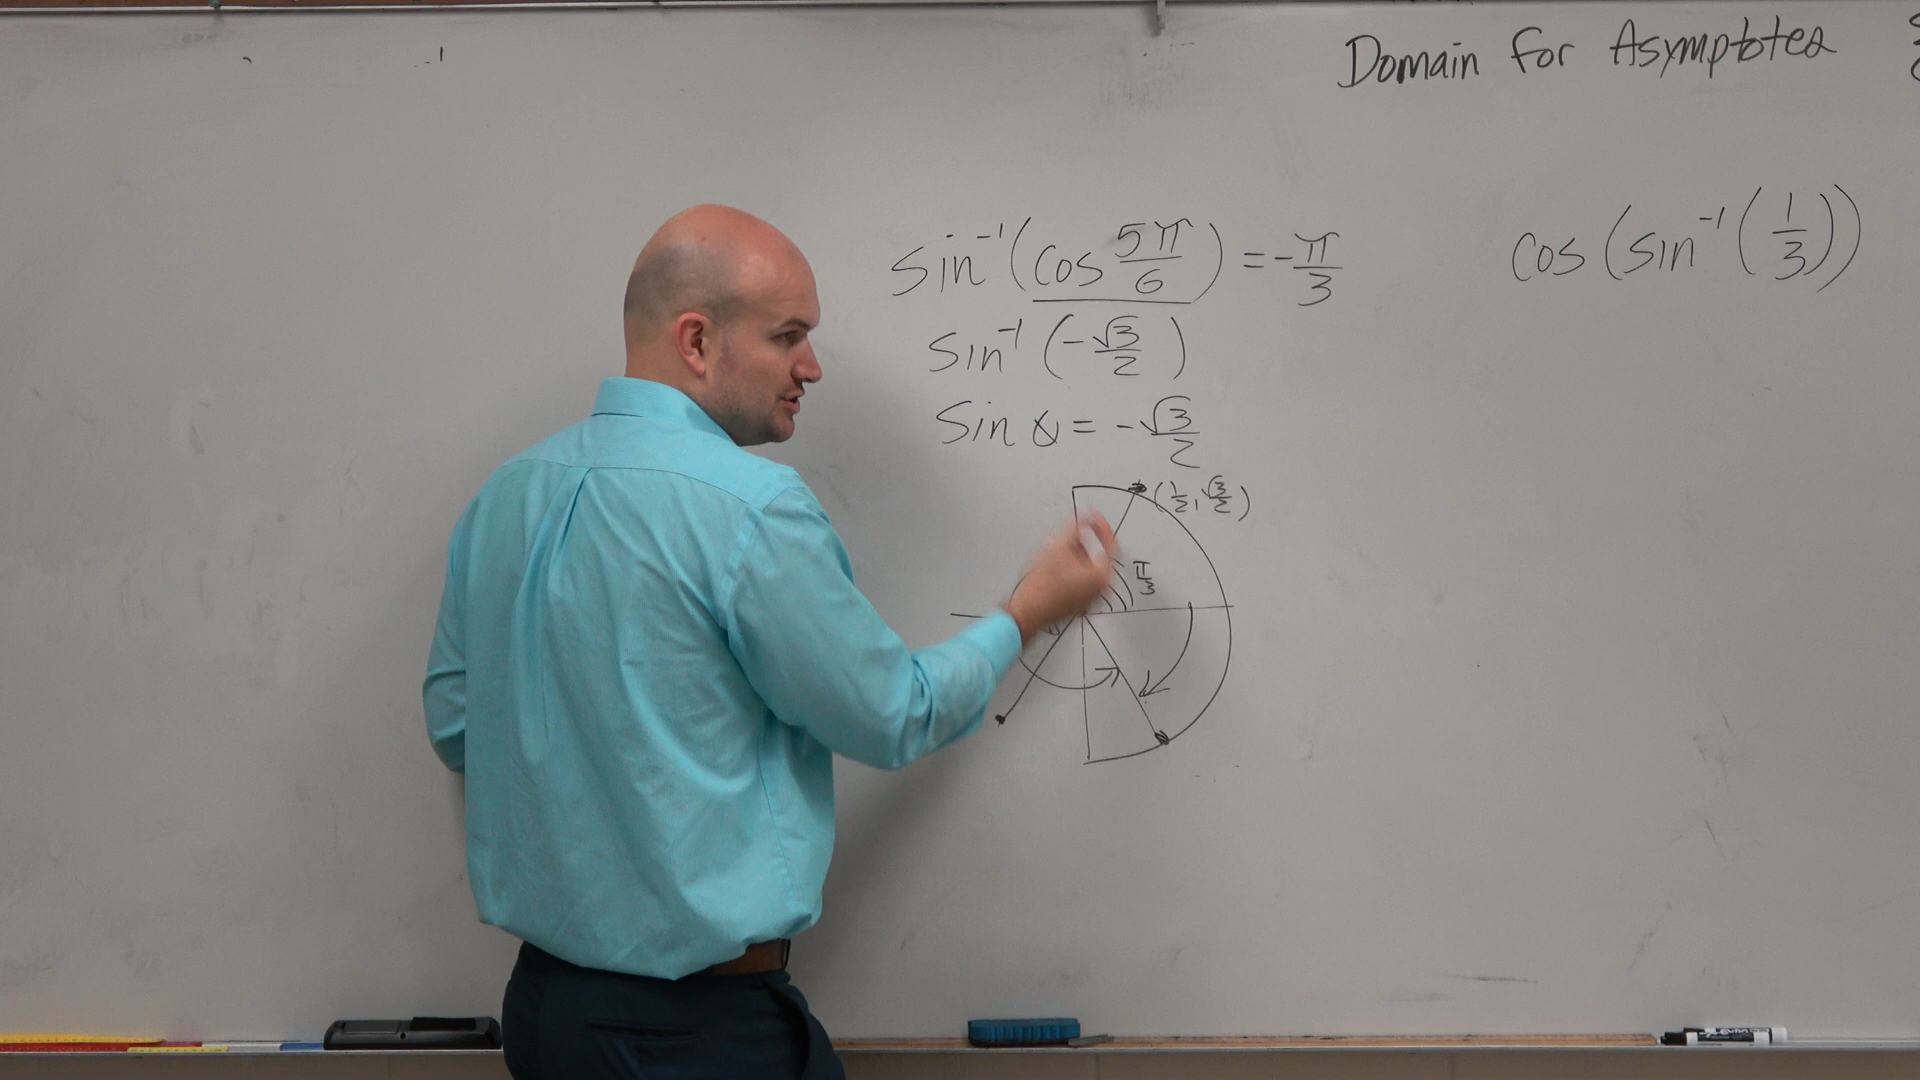 Domain For Asymptotes
sin⁻¹(cos 5π/6) = -π/3
cos (sin⁻¹(1/3))
sin⁻¹ (-√3/2)
sin θ = -√3/2
(1/2, √3/2)
π/3